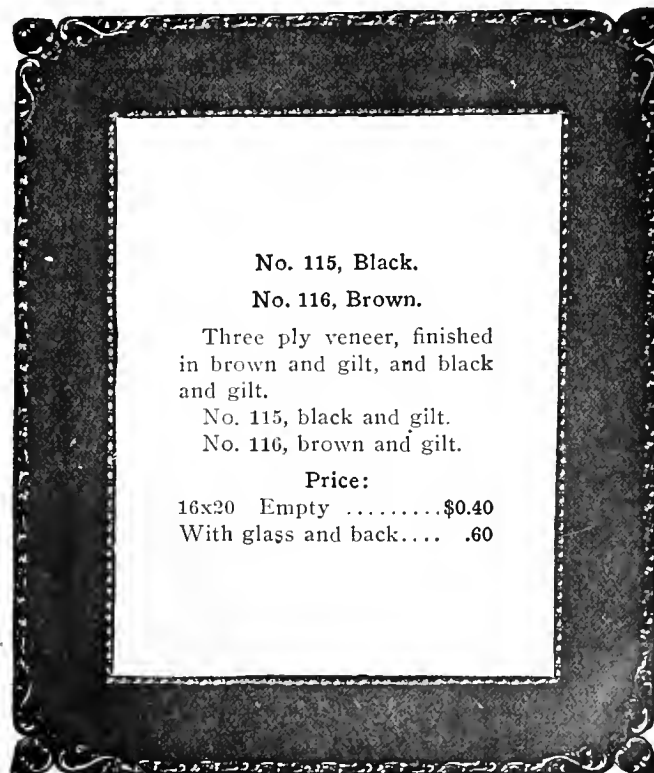 No. 115, Black.
No. 116, Brown.
Three ply veneer, finished
in brown and gilt, and black
and gilt.
No. 115, black and gilt.
No. 116, brown and gilt.
Price:
16x20 Empty .........$0.40
With glass and back.... .60